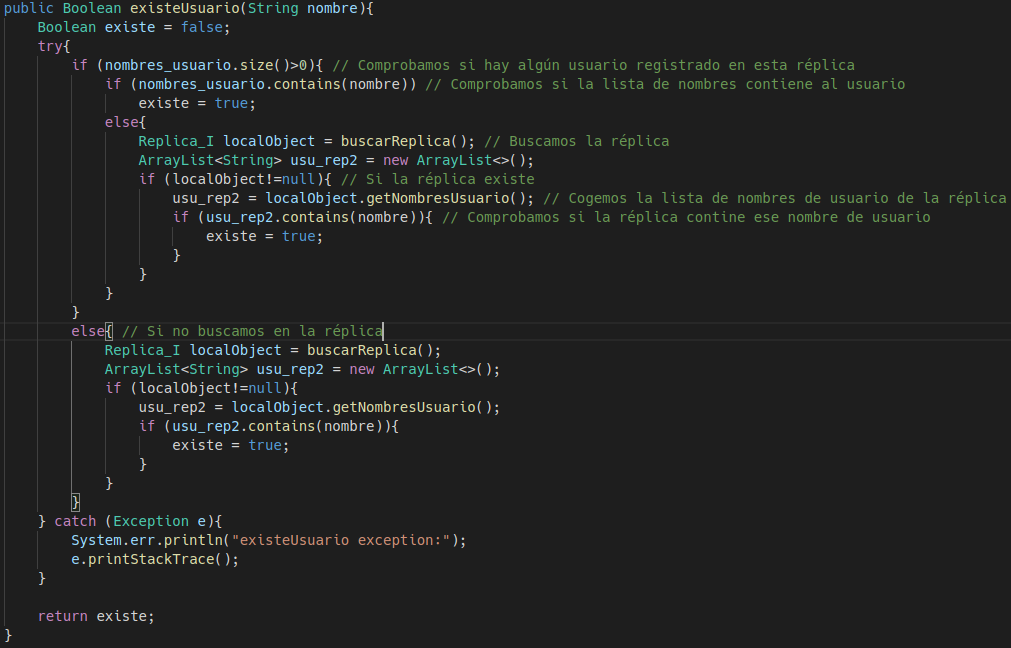 public Boolean existeUsuario(String nombre){
    Boolean existe = false;
    try{
        if (nombres_usuario.size()>0){ // Comprobamos si hay algún usuario registrado en esta réplica
            if (nombres_usuario.contains(nombre)) // Comprobamos si la lista de nombres contiene al usuario
                existe = true;
            else{
                Replica_I localObject = buscarReplica(); // Buscamos la réplica
                ArrayList<String> usu_rep2 = new ArrayList<>();
                if (localObject!=null){ // Si la réplica existe
                    usu_rep2 = localObject.getNombresUsuario(); // Cogemos la lista de nombres de usuario de la réplica
                    if (usu_rep2.contains(nombre)){ // Comprobamos si la réplica contine ese nombre de usuario
                        existe = true;
                    }
                }
            }
        }
        else{ // Si no buscamos en la réplica
            Replica_I localObject = buscarReplica();
            ArrayList<String> usu_rep2 = new ArrayList<>();
            if (localObject!=null){
                usu_rep2 = localObject.getNombresUsuario();
                if (usu_rep2.contains(nombre)){
                    existe = true;
                }
            }
        }
    } catch (Exception e){
        System.err.println("existeUsuario exception:");
        e.printStackTrace();
    }

    return existe;
}